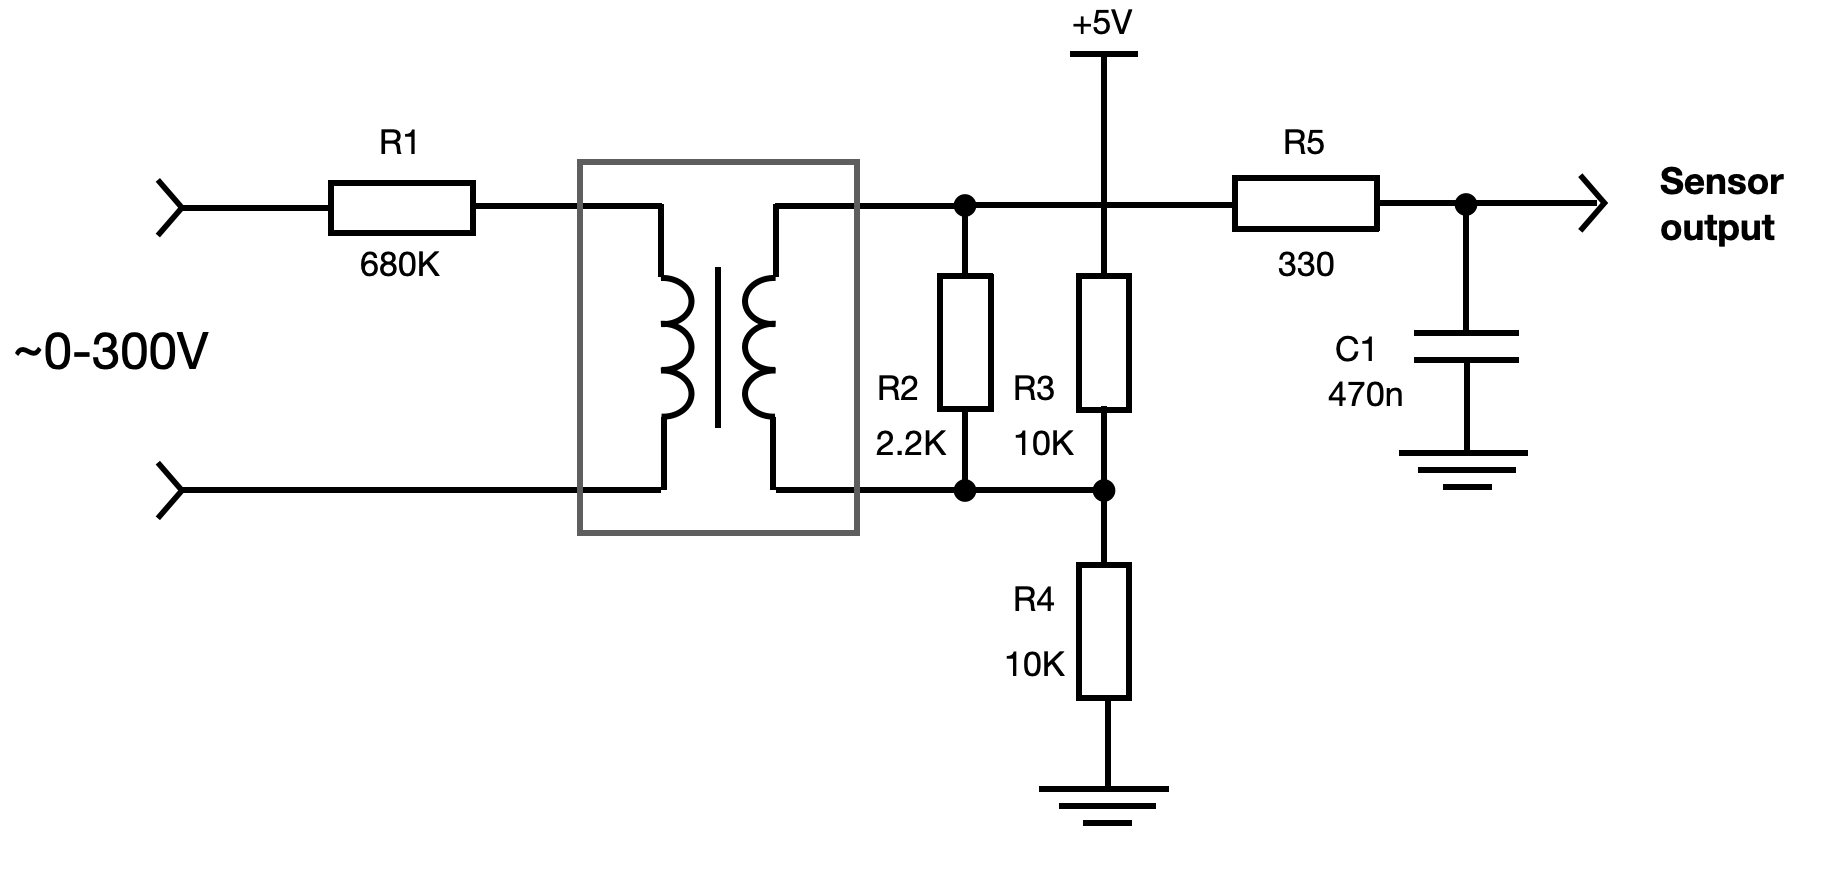 +5V
R1
680K
R5
330
Sensor
output
~0-300V
R2
2.2K
R3
10K
C1
470n
R4
10K